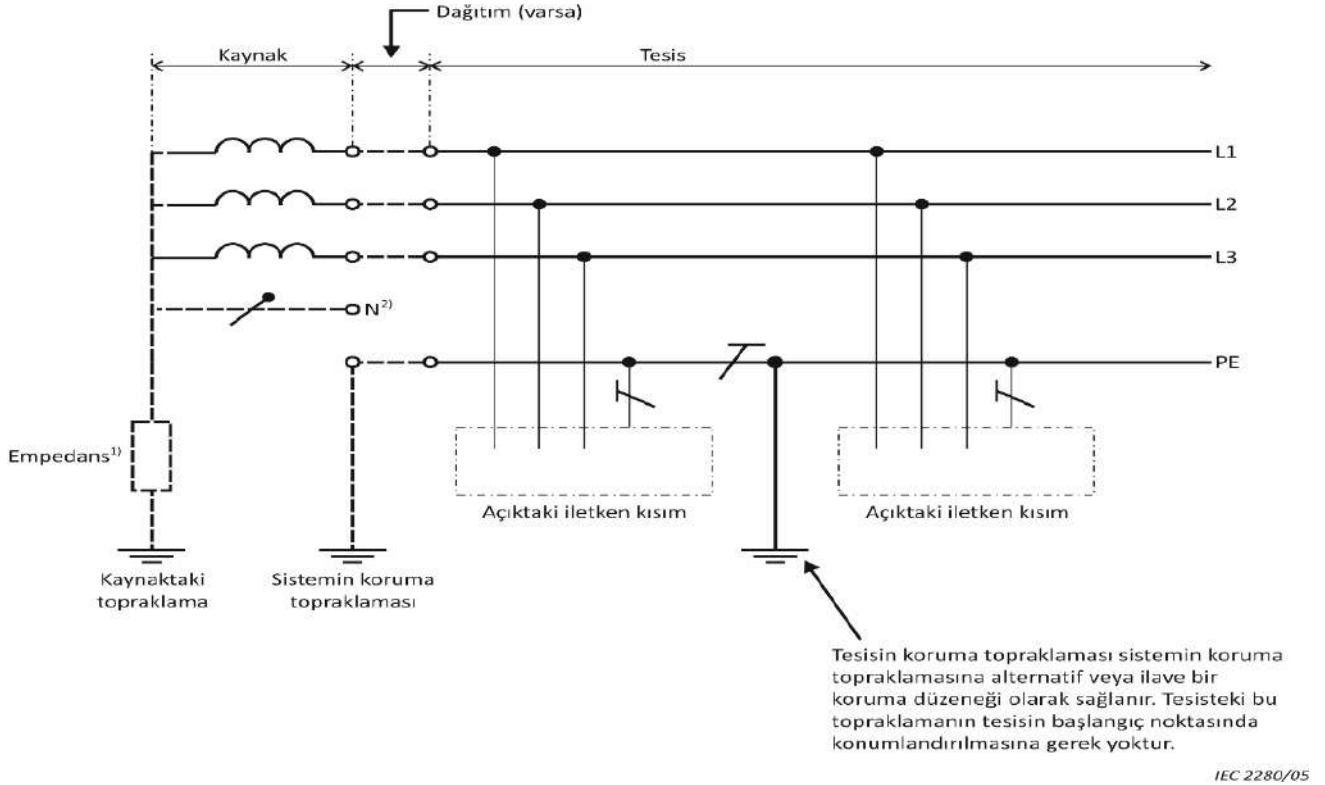 Dağıtım (varsa)
Kaynak
Tesis
L1
L2
L3
N²⁾
PE
Empedans¹⁾
Açıktaki iletken kısım
Açıktaki iletken kısım
Kaynaktaki
topraklama
Sistemin koruma
topraklaması
Tesisin koruma topraklaması sistemin koruma
topraklamasına alternatif veya ilave bir
koruma düzeneği olarak sağlanır. Tesisteki bu
topraklamanın tesisin başlangıç noktasında
konumlandırılmasına gerek yoktur.
IEC 2280/05